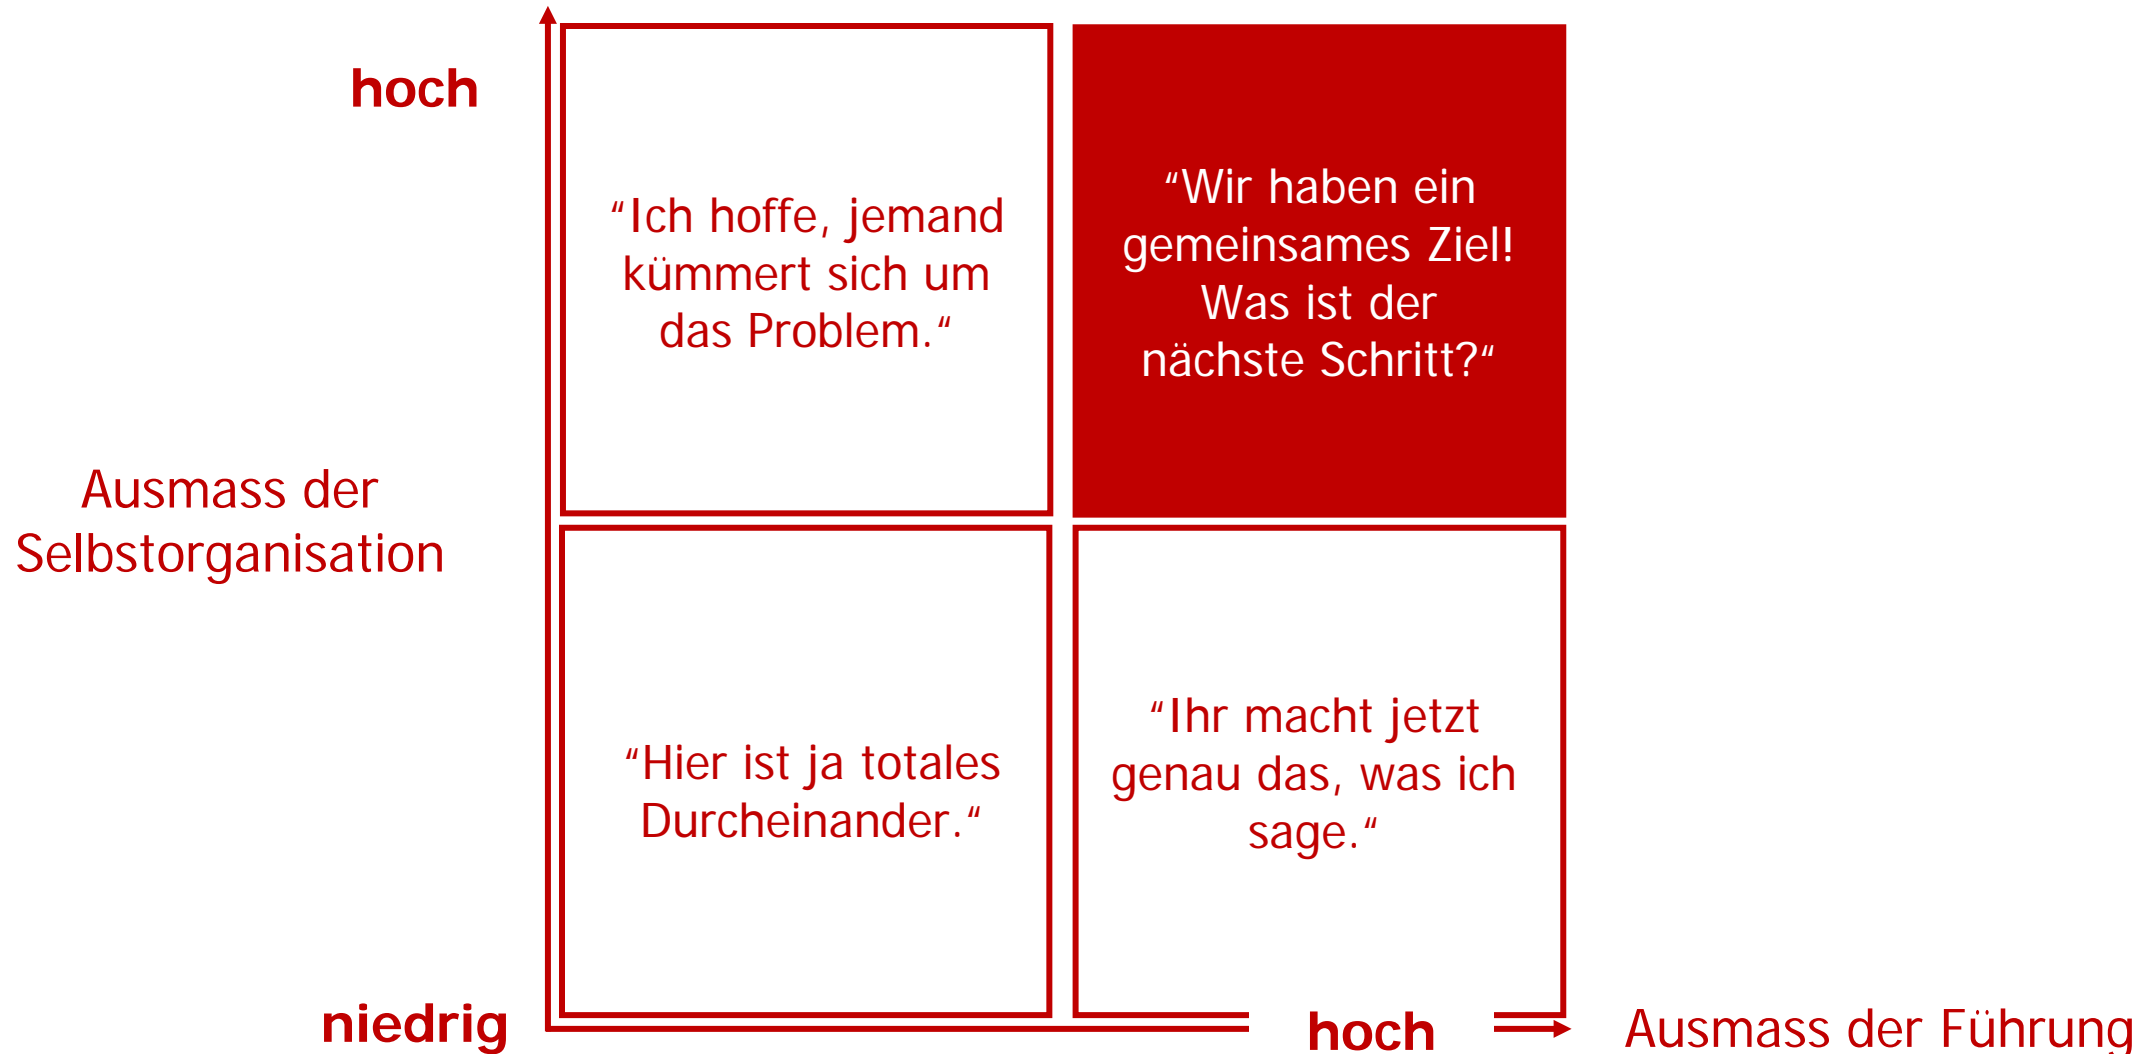 hoch
“Ich hoffe, jemand
kümmert sich um
das Problem.“
“Wir haben ein
gemeinsames Ziel!
Was ist der
nächste Schritt?“
Ausmass der
Selbstorganisation
“Hier ist ja totales
Durcheinander.“
“Ihr macht jetzt
genau das, was ich
sage.“
niedrig
hoch
Ausmass der Führung